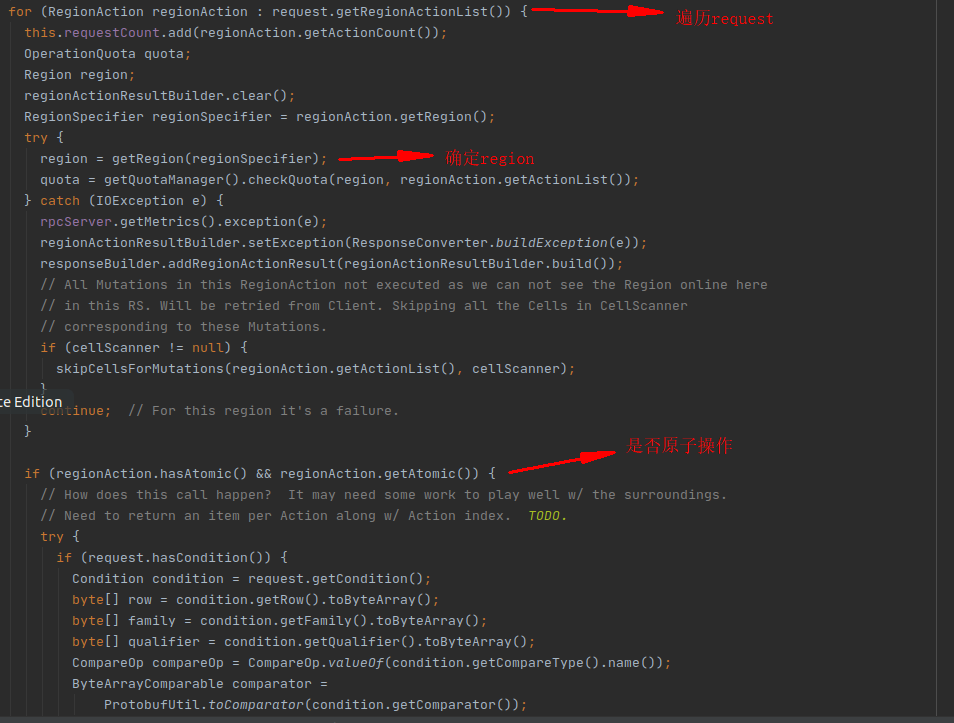 for (RegionAction regionAction : request.getRegionActionList()) { 遍历request
this.requestCount.add(regionAction.getActionCount());
OperationQuota quota;
Region region;
regionActionResultBuilder.clear();
RegionSpecifier regionSpecifier = regionAction.getRegion();
try {
region = getRegion(regionSpecifier); 确定region
quota = getQuotaManager().checkQuota(region, regionAction.getActionList());
} catch (IOException e) {
rpcServer.getMetrics().exception(e);
regionActionResultBuilder.setException(ResponseConverter.buildException(e));
responseBuilder.addRegionActionResult(regionActionResultBuilder.build());
// All Mutations in this RegionAction not executed as we can not see the Region online here
// in this RS. Will be retried from Client. Skipping all the Cells in CellScanner
// corresponding to these Mutations.
if (cellScanner != null) {
skipCellsForMutations(regionAction.getActionList(), cellScanner);
}
te Edition
continue; // For this region it's a failure.
}
是否原子操作
if (regionAction.hasAtomic() && regionAction.getAtomic()) {
// How does this call happen?  It may need some work to play well w/ the surroundings.
// Need to return an item per Action along w/ Action index.  TODO.
try {
if (request.hasCondition()) {
Condition condition = request.getCondition();
byte[] row = condition.getRow().toByteArray();
byte[] family = condition.getFamily().toByteArray();
byte[] qualifier = condition.getQualifier().toByteArray();
CompareOp compareOp = CompareOp.valueOf(condition.getCompareType().name());
ByteArrayComparable comparator =
ProtobufUtil.toComparator(condition.getComparator());